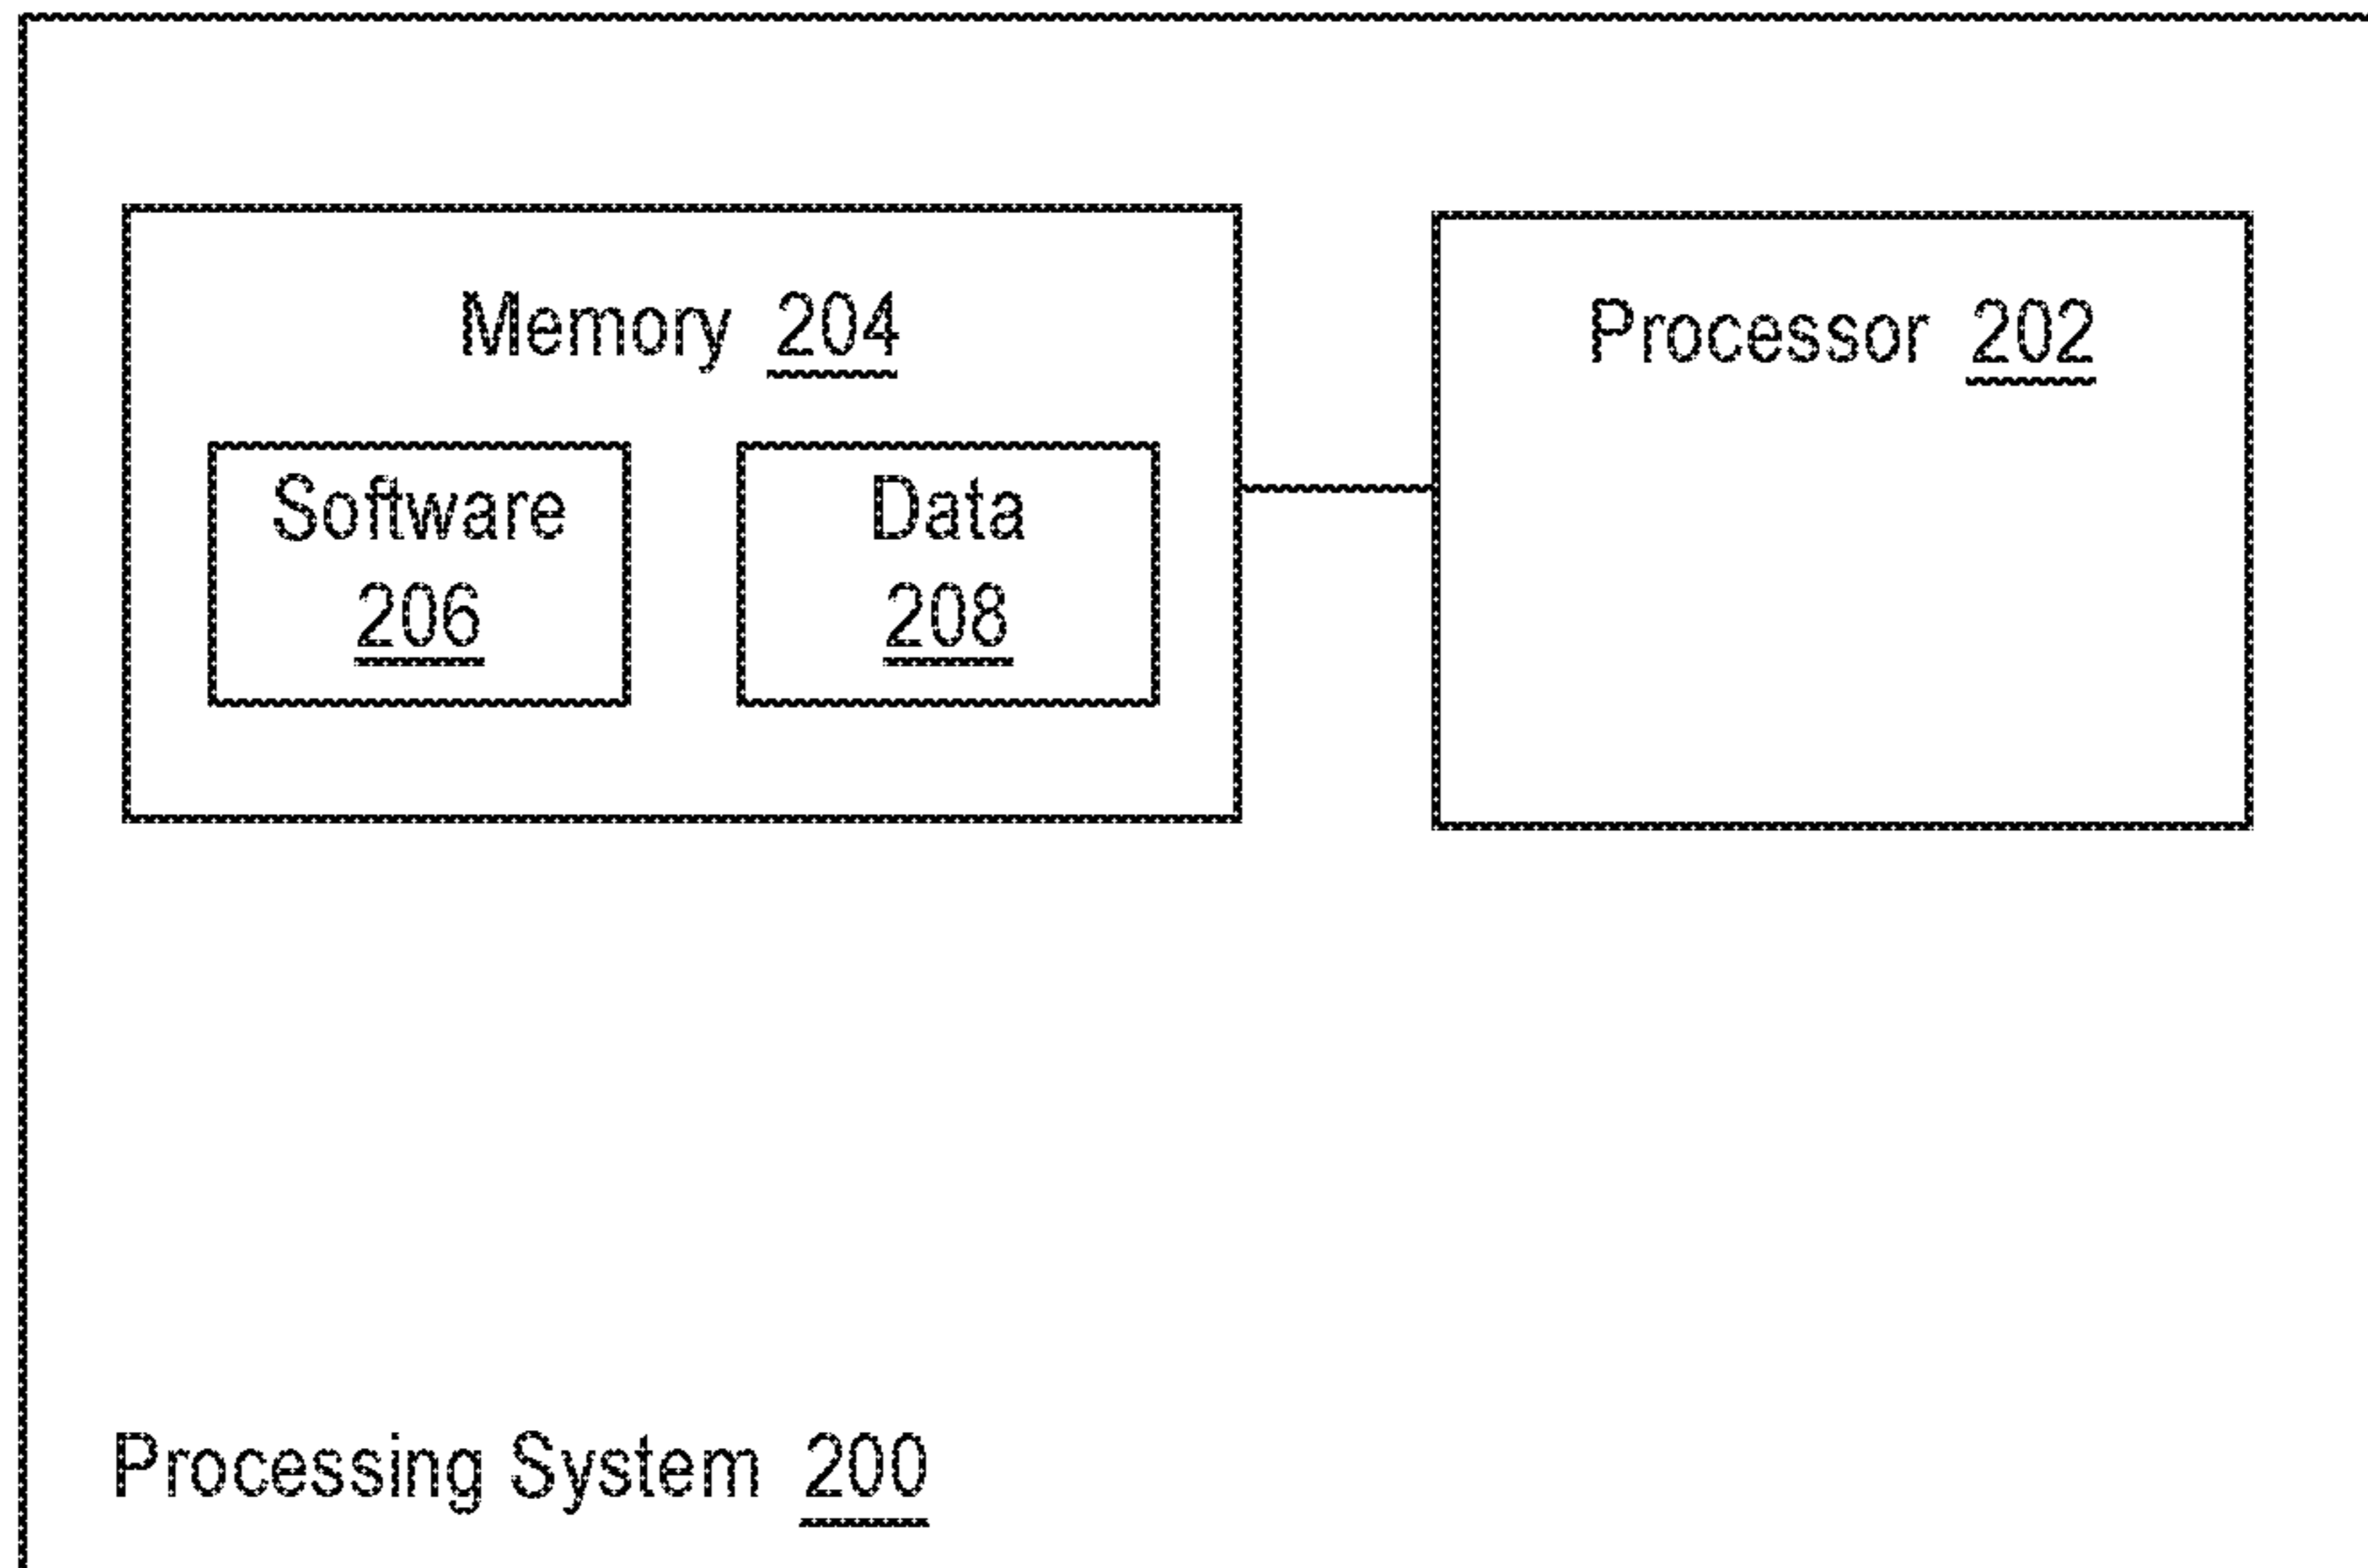 Memory 204
Processor 202
Software
206
Data
208
Processing System 200